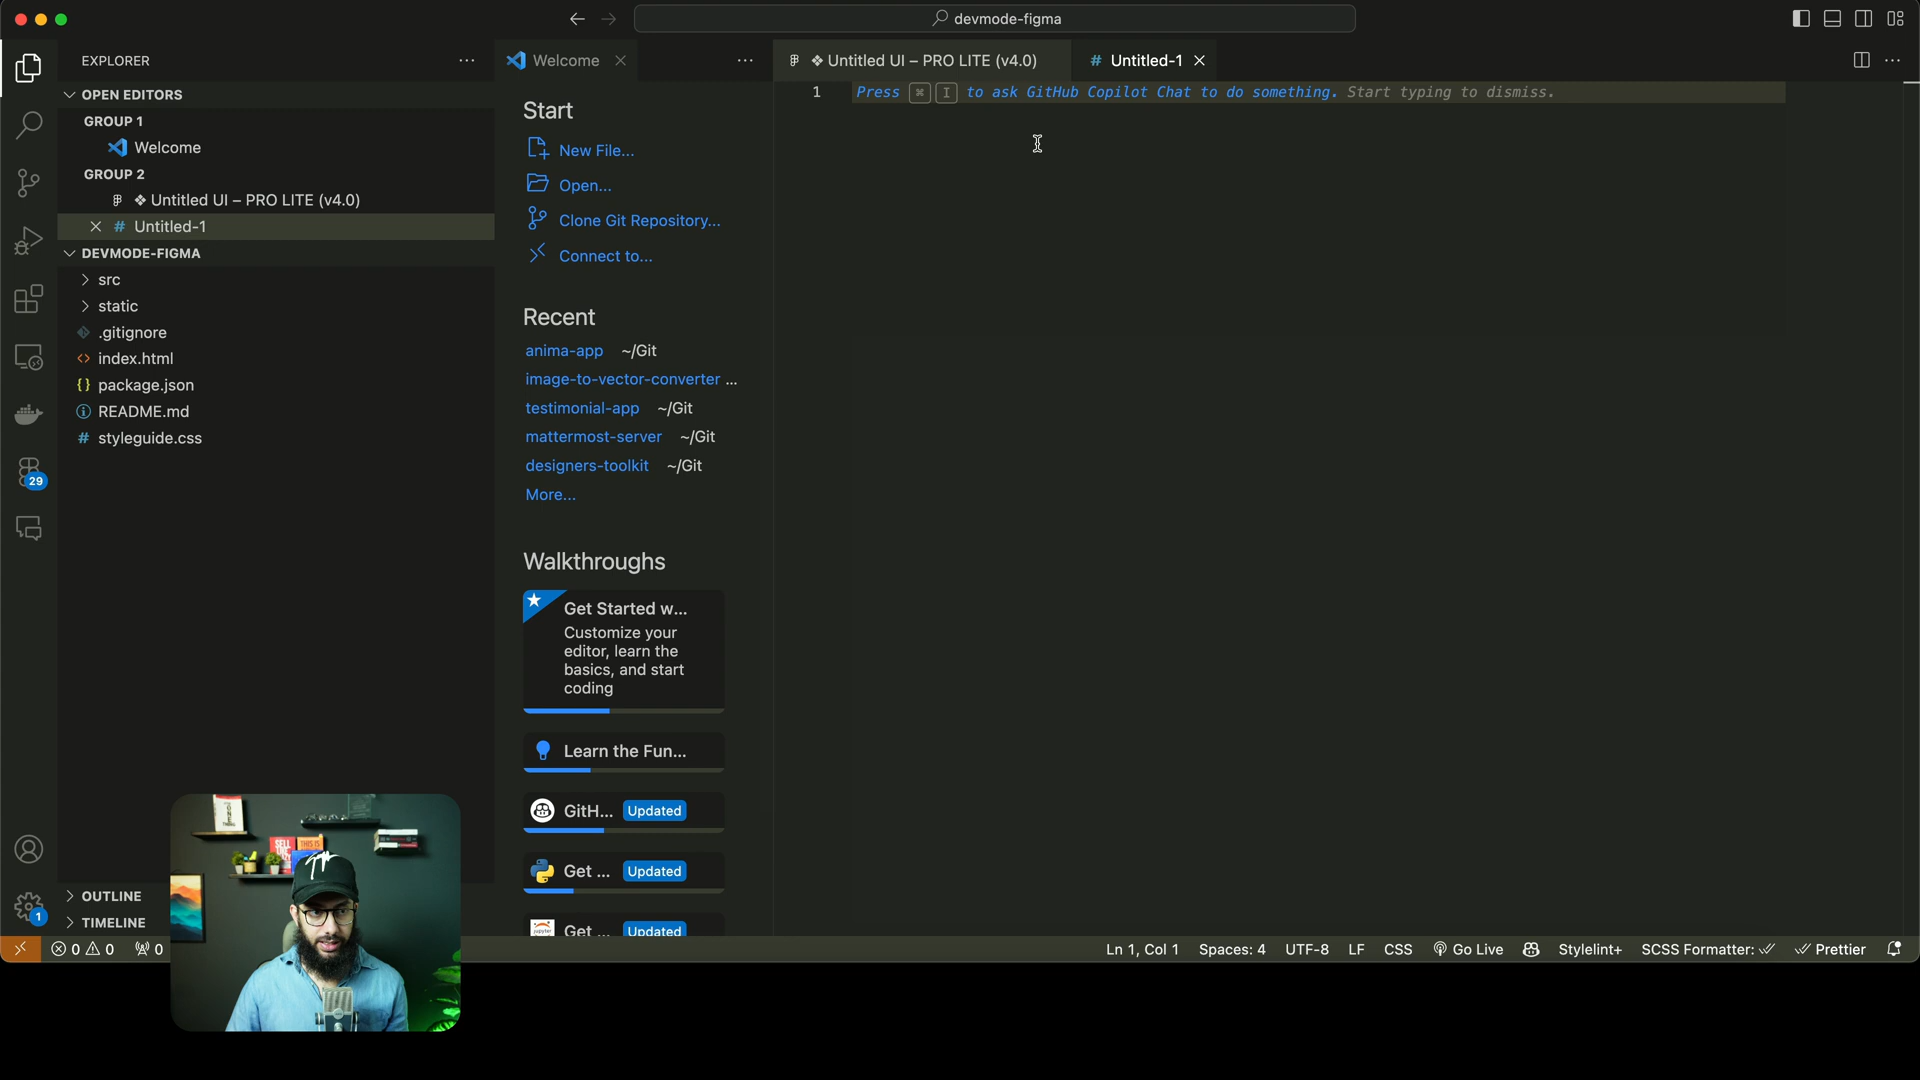 devmode-figma
EXPLORER
OPEN EDITORS
GROUP 1
Welcome
GROUP 2
❖ Untitled UI – PRO LITE (v4.0)
# Untitled-1
DEVMODE-FIGMA
src
static
.gitignore
<> index.html
{} package.json
README.md
# styleguide.css
OUTLINE
TIMELINE
29
1
Welcome
Start
New File...
Open...
Clone Git Repository...
Connect to...
Recent
anima-app ~/Git
image-to-vector-converter ...
testimonial-app ~/Git
mattermost-server ~/Git
designers-toolkit ~/Git
More...
Walkthroughs
Get Started w...
Customize your
editor, learn the
basics, and start
coding
Learn the Fun...
GitH... Updated
Get ... Updated
Get ... Updated
❖ Untitled UI – PRO LITE (v4.0)
# Untitled-1
1 Press ⌘ I to ask GitHub Copilot Chat to do something. Start typing to dismiss.
SELL
THIS IS
0 0 0
Ln 1, Col 1 Spaces: 4 UTF-8 LF CSS Go Live Stylelint+ SCSS Formatter: Prettier